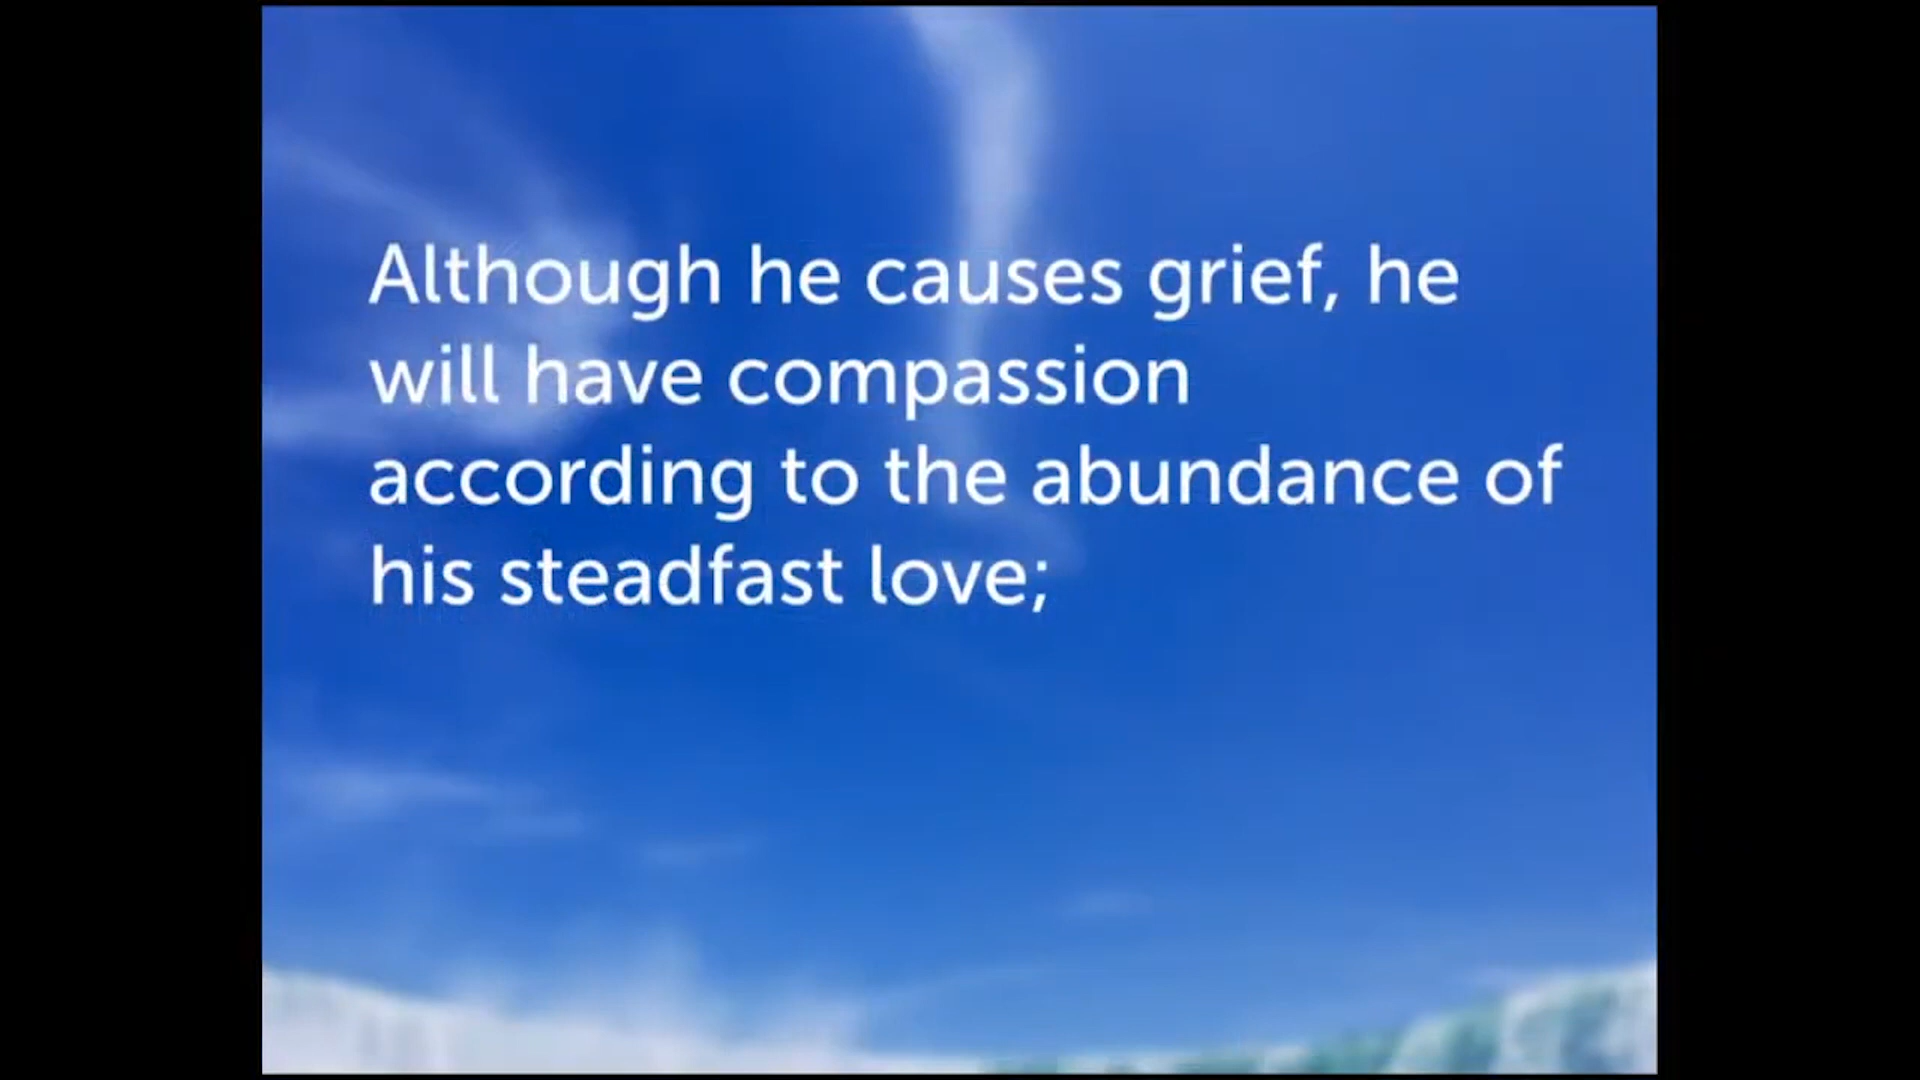 Although he causes grief, he
will have compassion
according to the abundance of
his steadfast love;